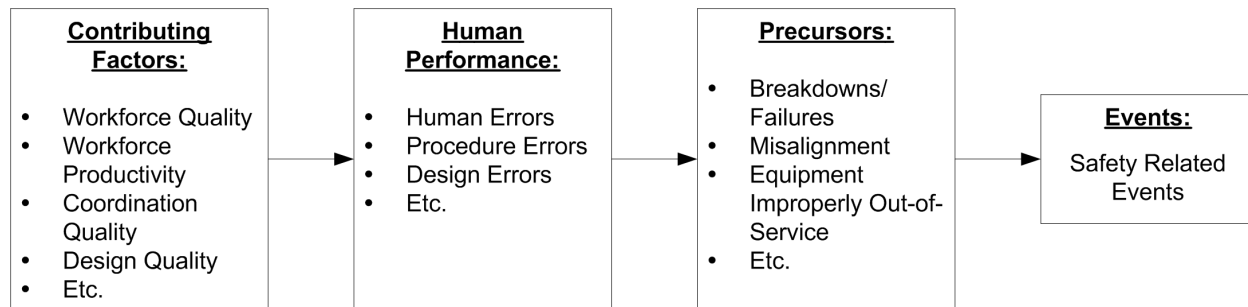 Contributing
Factors:
• Workforce Quality
• Workforce
Productivity
• Coordination
Quality
• Design Quality
• Etc.
Human
Performance:
• Human Errors
• Procedure Errors
• Design Errors
• Etc.
Precursors:
• Breakdowns/
Failures
• Misalignment
• Equipment
Improperly Out-of-
Service
• Etc.
Events:
Safety Related
Events